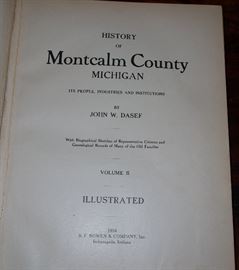 HISTORY
OF
Montcalm County
MICHIGAN
ITS PEOPLE, INDUSTRIES AND INSTITUTIONS
BY
JOHN W. DASEF
With Biographical Sketches of Representative Citizens and
Genealogical Records of Many of the Old Families
VOLUME II
ILLUSTRATED
1916
B. F. BOWEN & COMPANY, Inc.
Indianapolis, Indiana